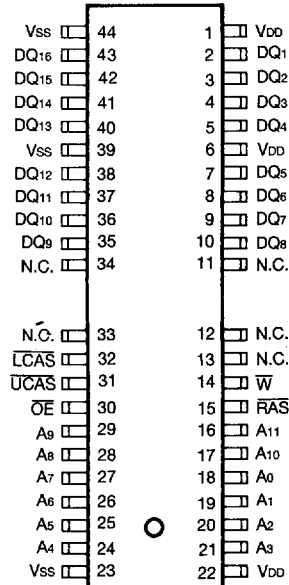 Vss 44 1 VDD
DQ16 43 2 DQ1
DQ15 42 3 DQ2
DQ14 41 4 DQ3
DQ13 40 5 DQ4
Vss 39 6 VDD
DQ12 38 7 DQ5
DQ11 37 8 DQ6
DQ10 36 9 DQ7
DQ9 35 10 DQ8
N.C. 34 11 N.C.
N.C. 33 12 N.C.
LCAS 32 13 N.C.
UCAS 31 14 W
OE 30 15 RAS
A9 29 16 A11
A8 28 17 A10
A7 27 18 A0
A6 26 19 A1
A5 25 20 A2
A4 24 21 A3
Vss 23 22 VDD